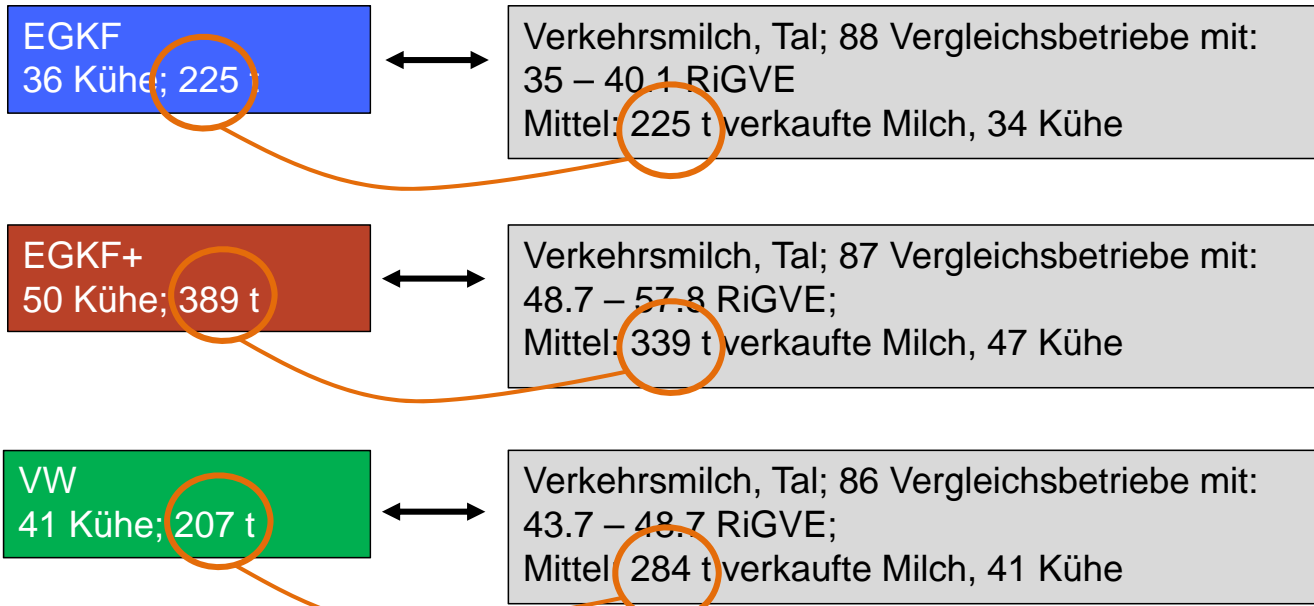 EGKF
36 Kühe; 225 t
Verkehrsmilch, Tal; 88 Vergleichsbetriebe mit:
35 – 40.1 RiGVE
Mittel: 225 t verkaufte Milch, 34 Kühe
EGKF+
50 Kühe; 389 t
Verkehrsmilch, Tal; 87 Vergleichsbetriebe mit:
48.7 – 57.8 RiGVE;
Mittel: 339 t verkaufte Milch, 47 Kühe
VW
41 Kühe; 207 t
Verkehrsmilch, Tal; 86 Vergleichsbetriebe mit:
43.7 – 48.7 RiGVE;
Mittel: 284 t verkaufte Milch, 41 Kühe